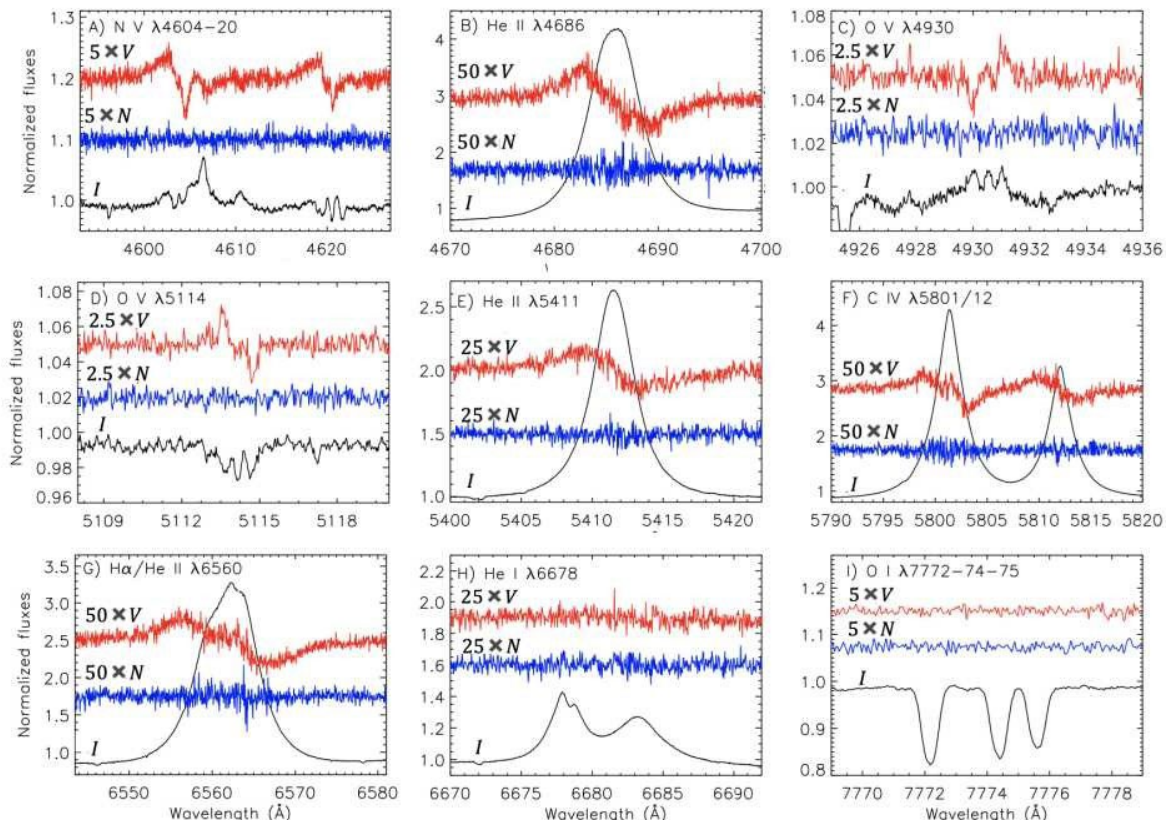 A) N V λ4604-20
5 × V
5 × N
I
1.3
1.2
1.1
1.0
4600 4610 4620
Normalized fluxes
B) He II λ4686
50 × V
50 × N
I
4
3
2
1
4670 4680 4690 4700
C) O V λ4930
2.5 × V
2.5 × N
I
1.08
1.06
1.04
1.02
1.00
4926 4928 4930 4932 4934 4936
D) O V λ5114
2.5 × V
2.5 × N
I
1.08
1.06
1.04
1.02
1.00
0.98
0.96
5109 5112 5115 5118
Normalized fluxes
E) He II λ5411
25 × V
25 × N
I
2.5
2.0
1.5
1.0
5400 5405 5410 5415 5420
F) C IV λ5801/12
50 × V
50 × N
I
4
3
2
1
5790 5795 5800 5805 5810 5815 5820
G) Hα/He II λ6560
50 × V
50 × N
I
3.5
3.0
2.5
2.0
1.5
1.0
6550 6560 6570 6580
Wavelength (Å)
Normalized fluxes
H) He I λ6678
25 × V
25 × N
I
2.2
2.0
1.8
1.6
1.4
1.2
1.0
6670 6675 6680 6685 6690
Wavelength (Å)
I) O I λ7772-74-75
5 × V
5 × N
I
1.2
1.1
1.0
0.9
0.8
7770 7772 7774 7776 7778
Wavelength (Å)